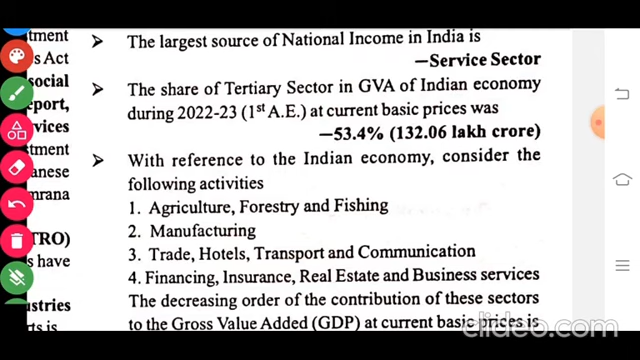 itment
s Act
social
eport,
rvices
stment
anese
mrana
TRO)
s have
ustries
rts is
➤ The largest source of National Income in India is
–Service Sector
➤ The share of Tertiary Sector in GVA of Indian economy
during 2022-23 (1st A.E.) at current basic prices was
–53.4% (132.06 lakh crore)
➤ With reference to the Indian economy, consider the
following activities
1. Agriculture, Forestry and Fishing
2. Manufacturing
3. Trade, Hotels, Transport and Communication
4. Financing, Insurance, Real Estate and Business services
The decreasing order of the contribution of these sectors
to the Gross Value Added (GDP) at current basic prices is
clideo.com